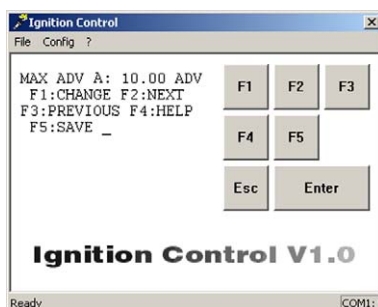 Ignition Control
File Config ?
MAX ADV A: 10.00 ADV
F1:CHANGE F2:NEXT
F3:PREVIOUS F4:HELP
F5:SAVE _
F1 F2 F3
F4 F5
Esc Enter
Ignition Control V1.0
Ready COM1: